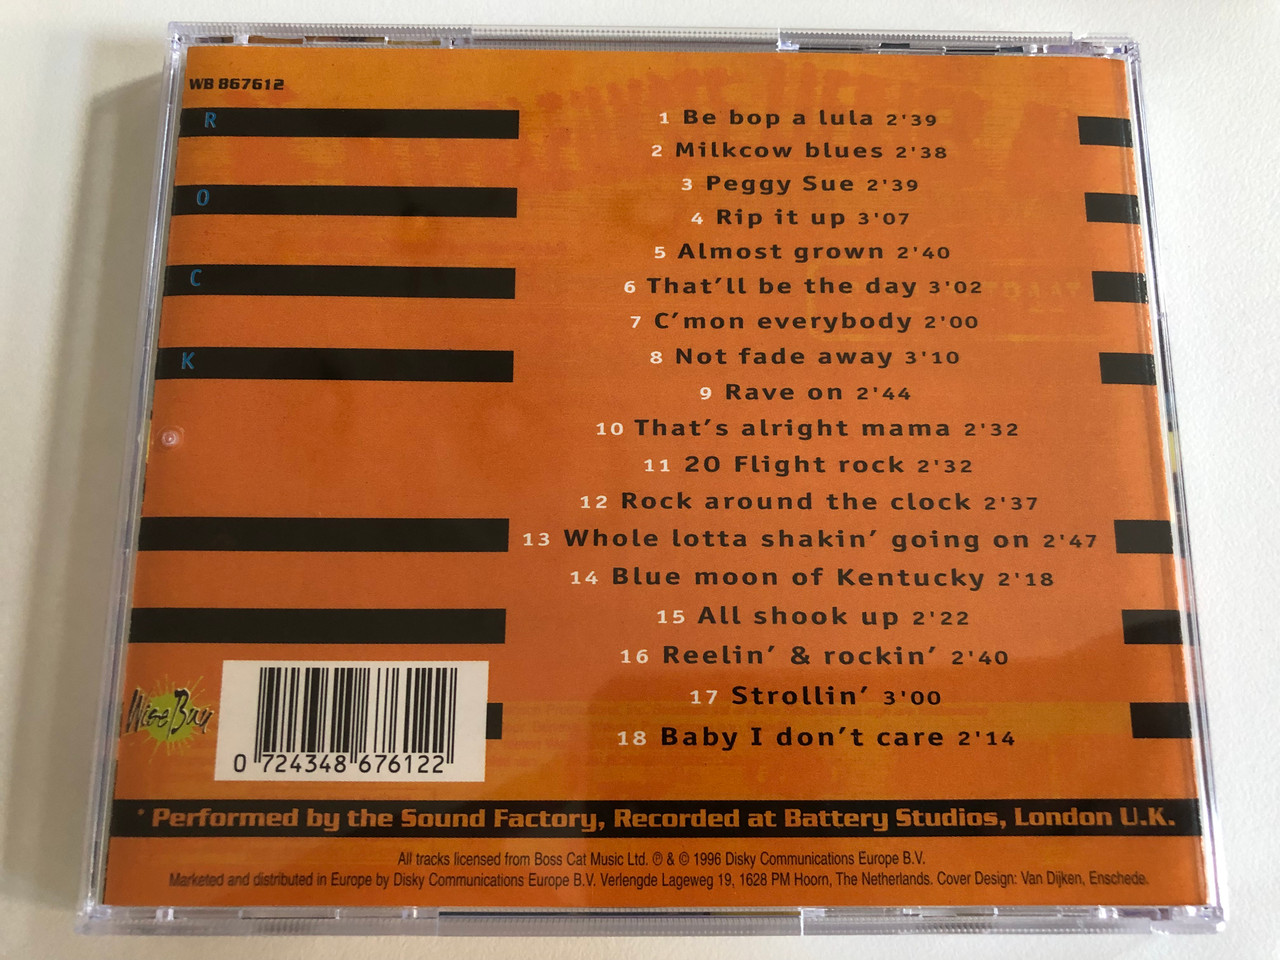 WB 867612
R
O
C
K
1 Be bop a lula 2'39
2 Milkcow blues 2'38
3 Peggy Sue 2'39
4 Rip it up 3'07
5 Almost grown 2'40
6 That'll be the day 3'02
7 C'mon everybody 2'00
8 Not fade away 3'10
9 Rave on 2'44
10 That's alright mama 2'32
11 20 Flight rock 2'32
12 Rock around the clock 2'37
13 Whole lotta shakin' going on 2'47
14 Blue moon of Kentucky 2'18
15 All shook up 2'22
16 Reelin' & rockin' 2'40
17 Strollin' 3'00
18 Baby I don't care 2'14
Wise Buy
0 724348 676122
* Performed by the Sound Factory, Recorded at Battery Studios, London U.K.
All tracks licensed from Boss Cat Music Ltd. ℗ & © 1996 Disky Communications Europe B.V.
Marketed and distributed in Europe by Disky Communications Europe B.V. Verlengde Lageweg 19, 1628 PM Hoorn, The Netherlands. Cover Design: Van Dijken, Enschede.